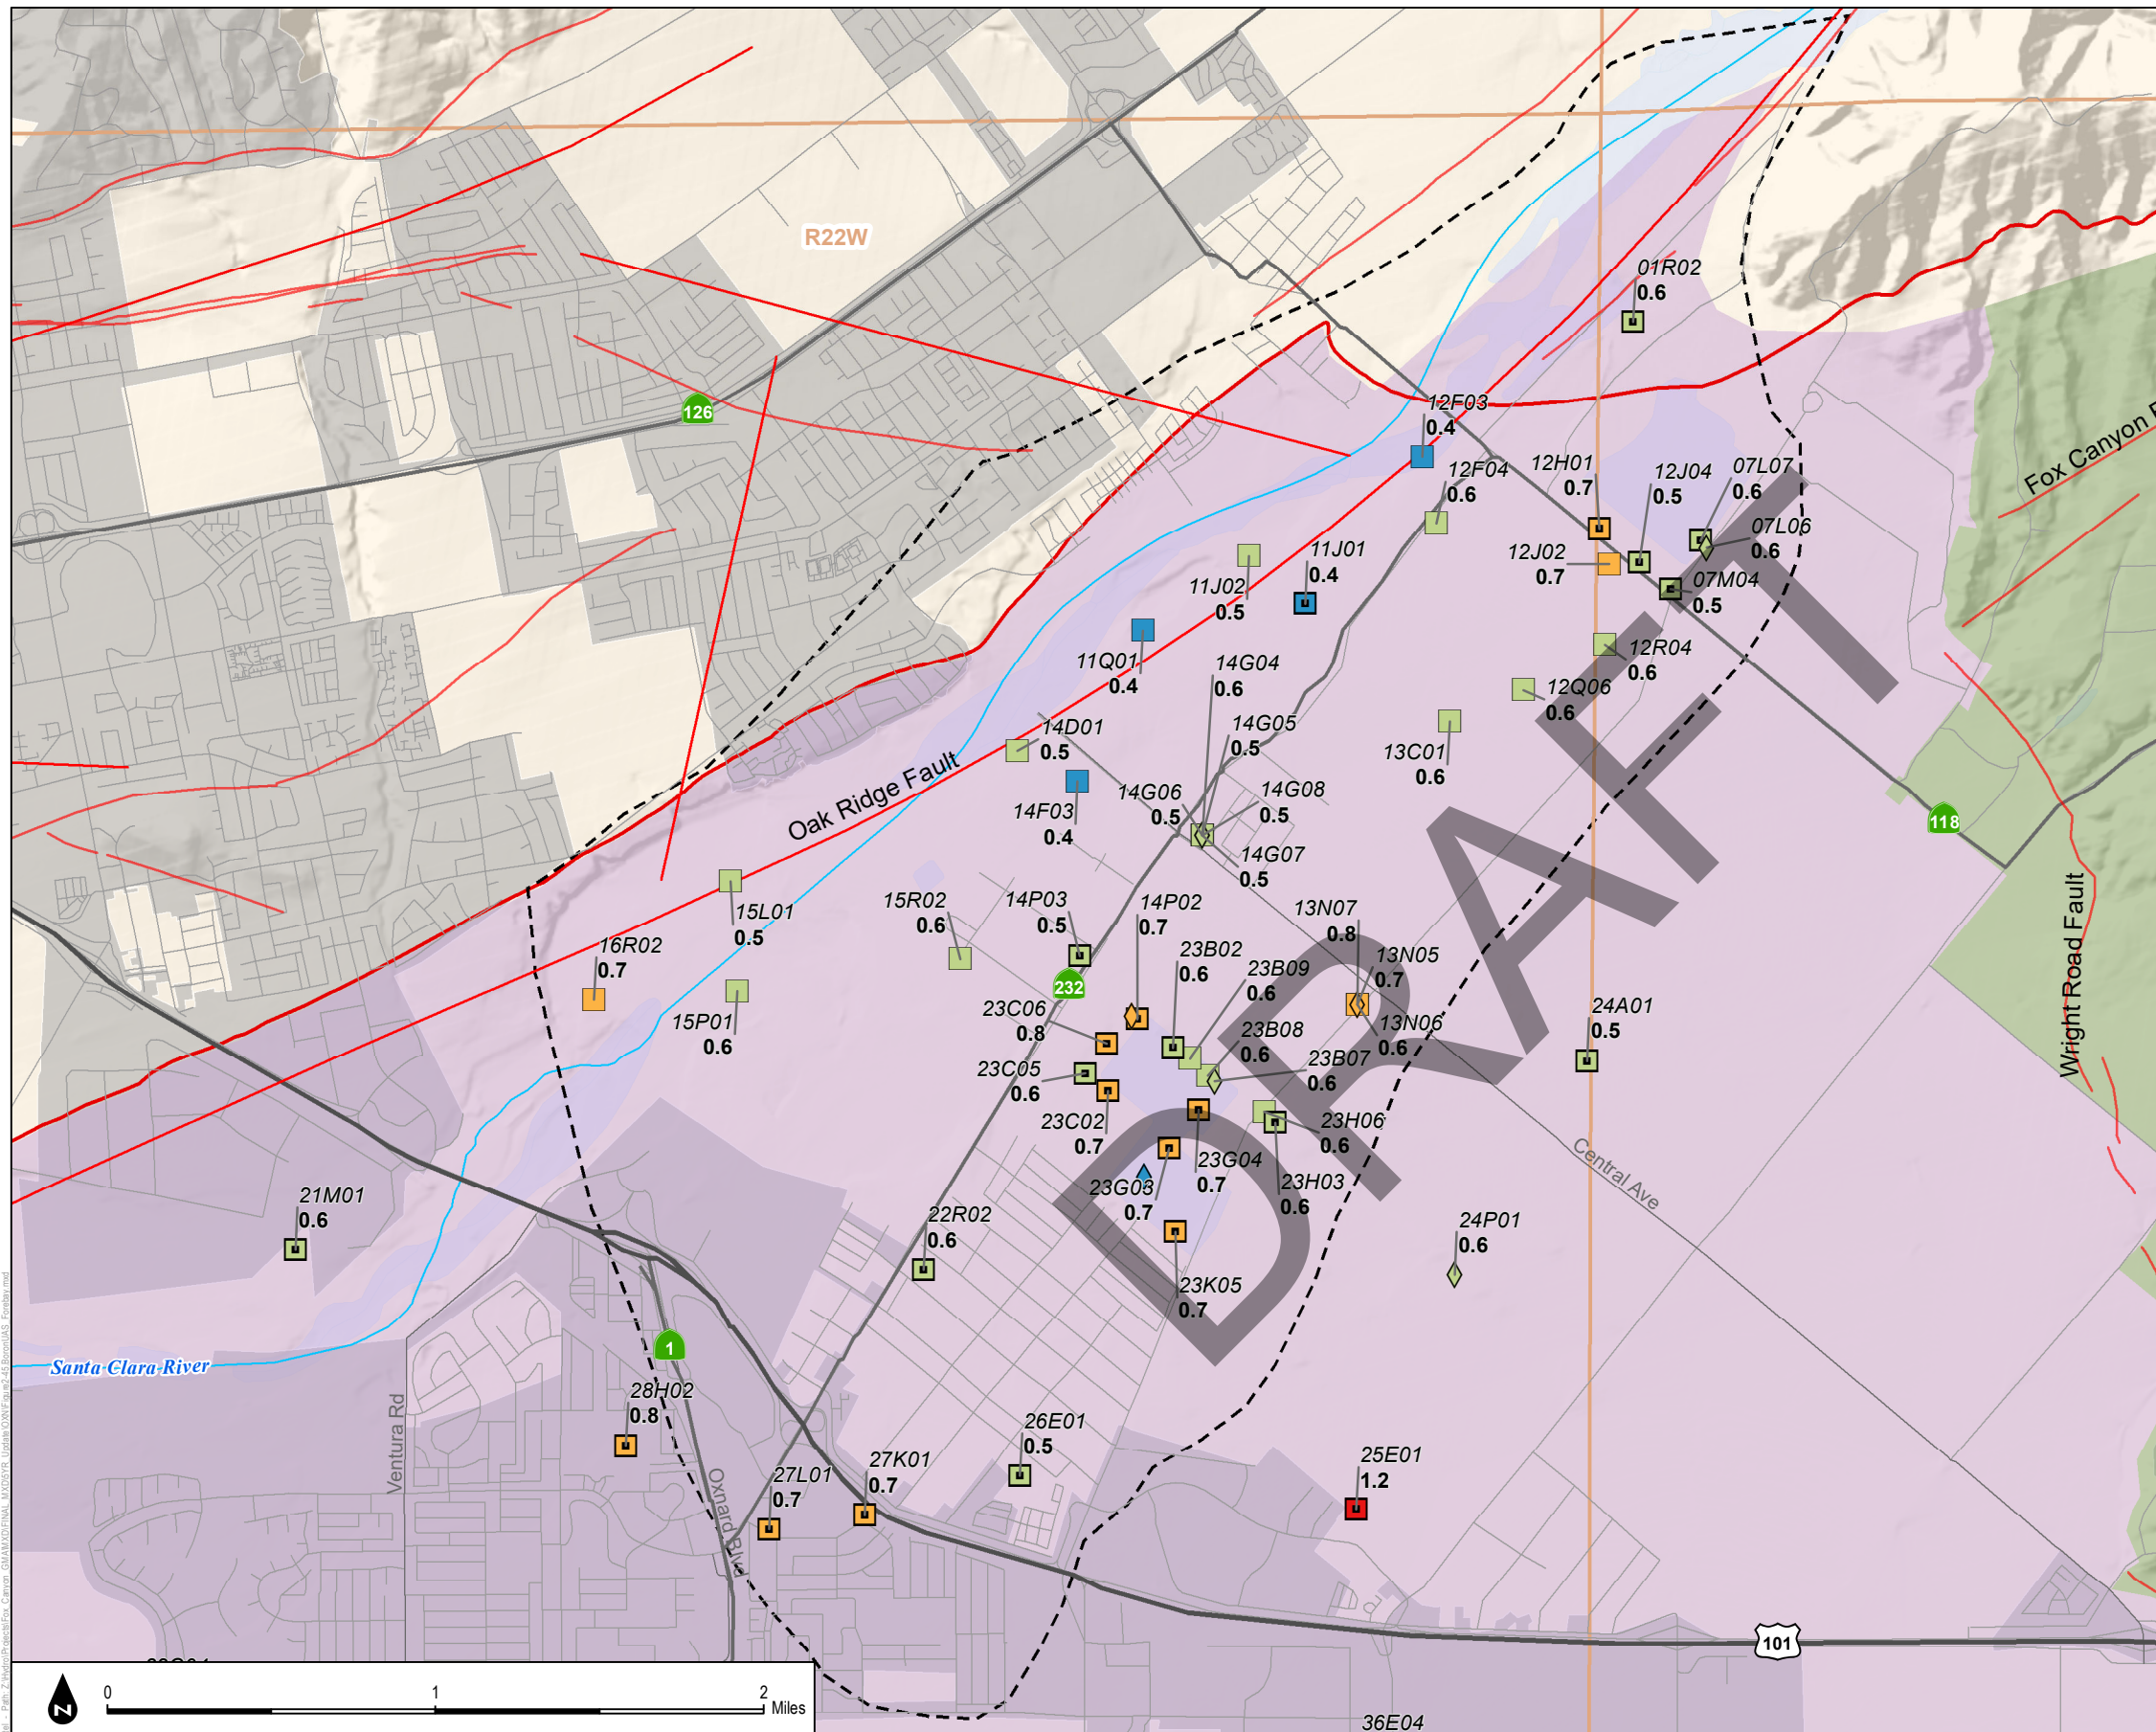 R22W
01R02
0.6
126
12F03
0.4
12F04
0.6
12H01
0.7
12J04
0.5
07L07
0.6
07L06
0.6
Fox Canyon
12J02
0.7
07M04
0.5
11J01
0.4
11J02
0.5
11Q01
0.4
12R04
0.6
12Q06
0.6
14G04
0.6
14G05
0.5
13C01
0.6
14D01
0.5
Oak Ridge Fault
14F03
0.4
14G06
0.5
14G08
0.5
14G07
0.5
118
15L01
0.5
15R02
0.6
14P03
0.5
14P02
0.7
13N07
0.8
13N05
0.7
13N06
0.6
16R02
0.7
15P01
0.6
232
23B02
0.6
23B09
0.6
23B08
0.6
23B07
0.6
23C06
0.8
23C05
0.6
23C02
0.7
24A01
0.5
Wright Road Fault
23H06
0.6
23H03
0.6
23G04
0.7
23G03
0.7
Central Ave
21M01
0.6
22R02
0.6
24P01
0.6
23K05
0.7
DRAFT
Santa Clara River
1
Ventura Rd
28H02
0.8
Oxnard Blvd
27L01
0.7
27K01
0.7
26E01
0.5
25E01
1.2
101
N
0 1 2
Miles
36E04